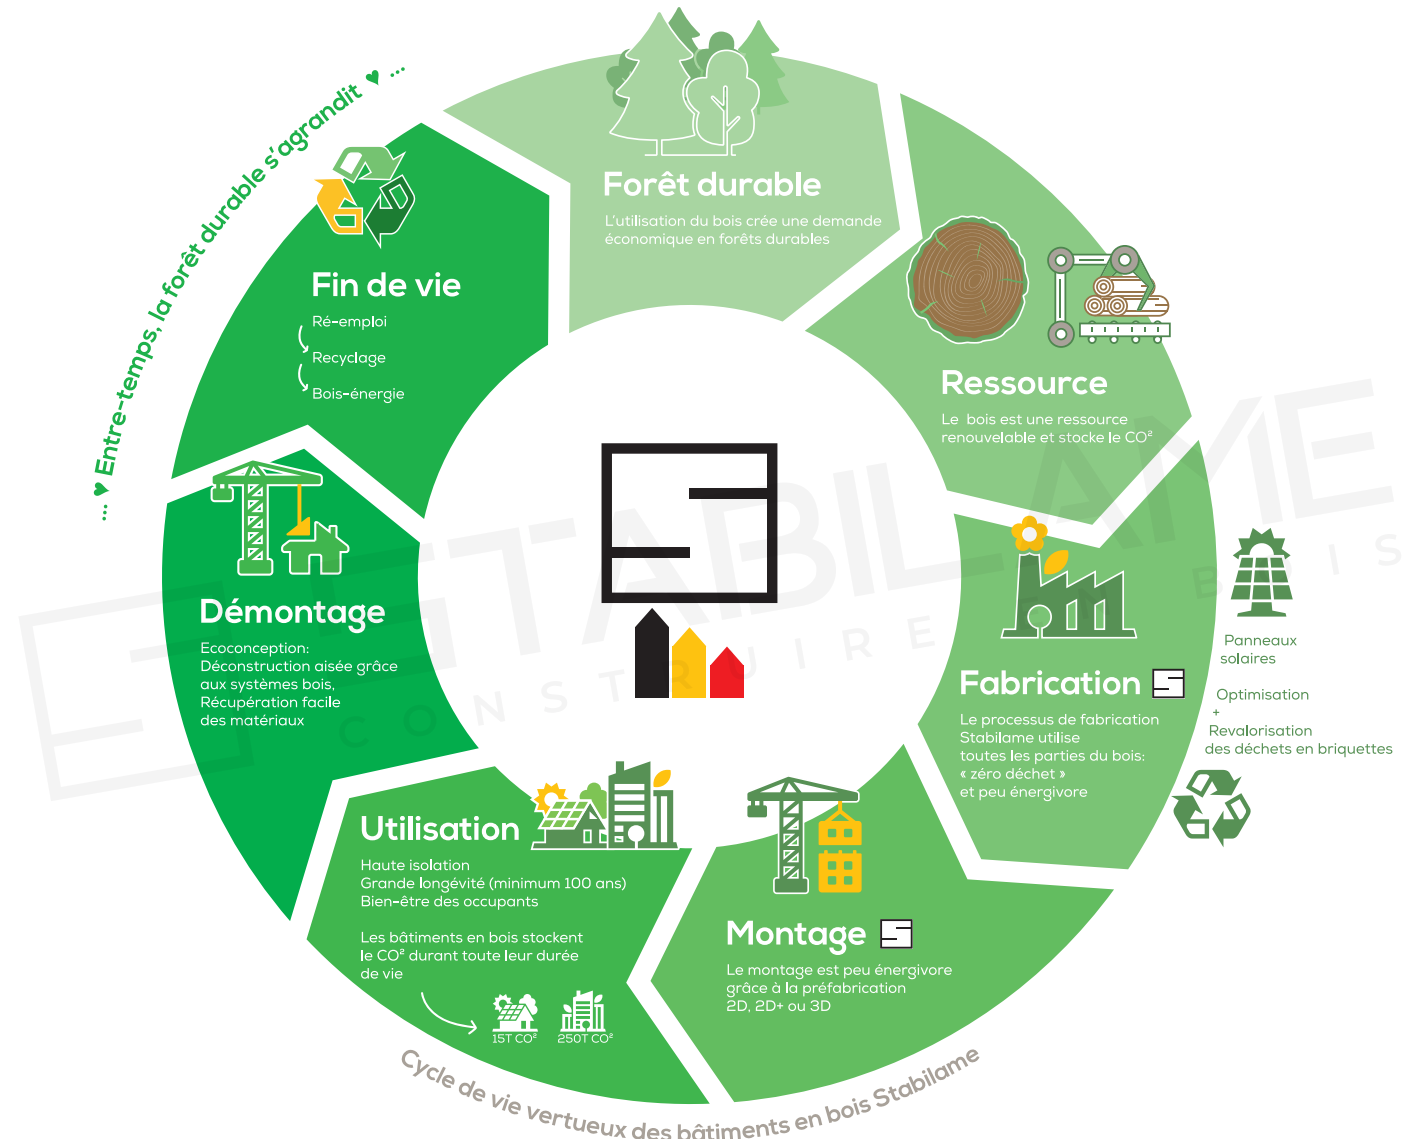 ... ♥ Entre-temps, la forêt durable s'agrandit ♥ ...
Forêt durable
L'utilisation du bois crée une demande
économique en forêts durables
Ressource
Le bois est une ressource
renouvelable et stocke le CO²
Fabrication
Le processus de fabrication
Stabilame utilise
toutes les parties du bois:
« zéro déchet »
et peu énergivore
Panneaux
solaires
Optimisation
+
Revalorisation
des déchets en briquettes
Montage
Le montage est peu énergivore
grâce à la préfabrication
2D, 2D+ ou 3D
Utilisation
Haute isolation
Grande longévité (minimum 100 ans)
Bien-être des occupants
Les bâtiments en bois stockent
le CO² durant toute leur durée
de vie
15T CO²
250T CO²
Démontage
Ecoconception:
Déconstruction aisée grâce
aux systèmes bois,
Récupération facile
des matériaux
Fin de vie
Ré-emploi
Recyclage
Bois-énergie
Cycle de vie vertueux des bâtiments en bois Stabilame
STABILAME
CONSTRUIRE EN BOIS